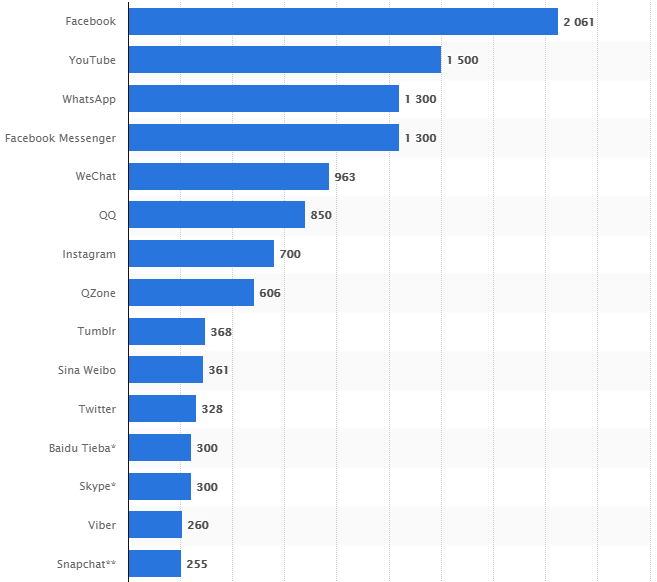 Facebook 2 061
YouTube 1 500
WhatsApp 1 300
Facebook Messenger 1 300
WeChat 963
QQ 850
Instagram 700
QZone 606
Tumblr 368
Sina Weibo 361
Twitter 328
Baidu Tieba* 300
Skype* 300
Viber 260
Snapchat** 255